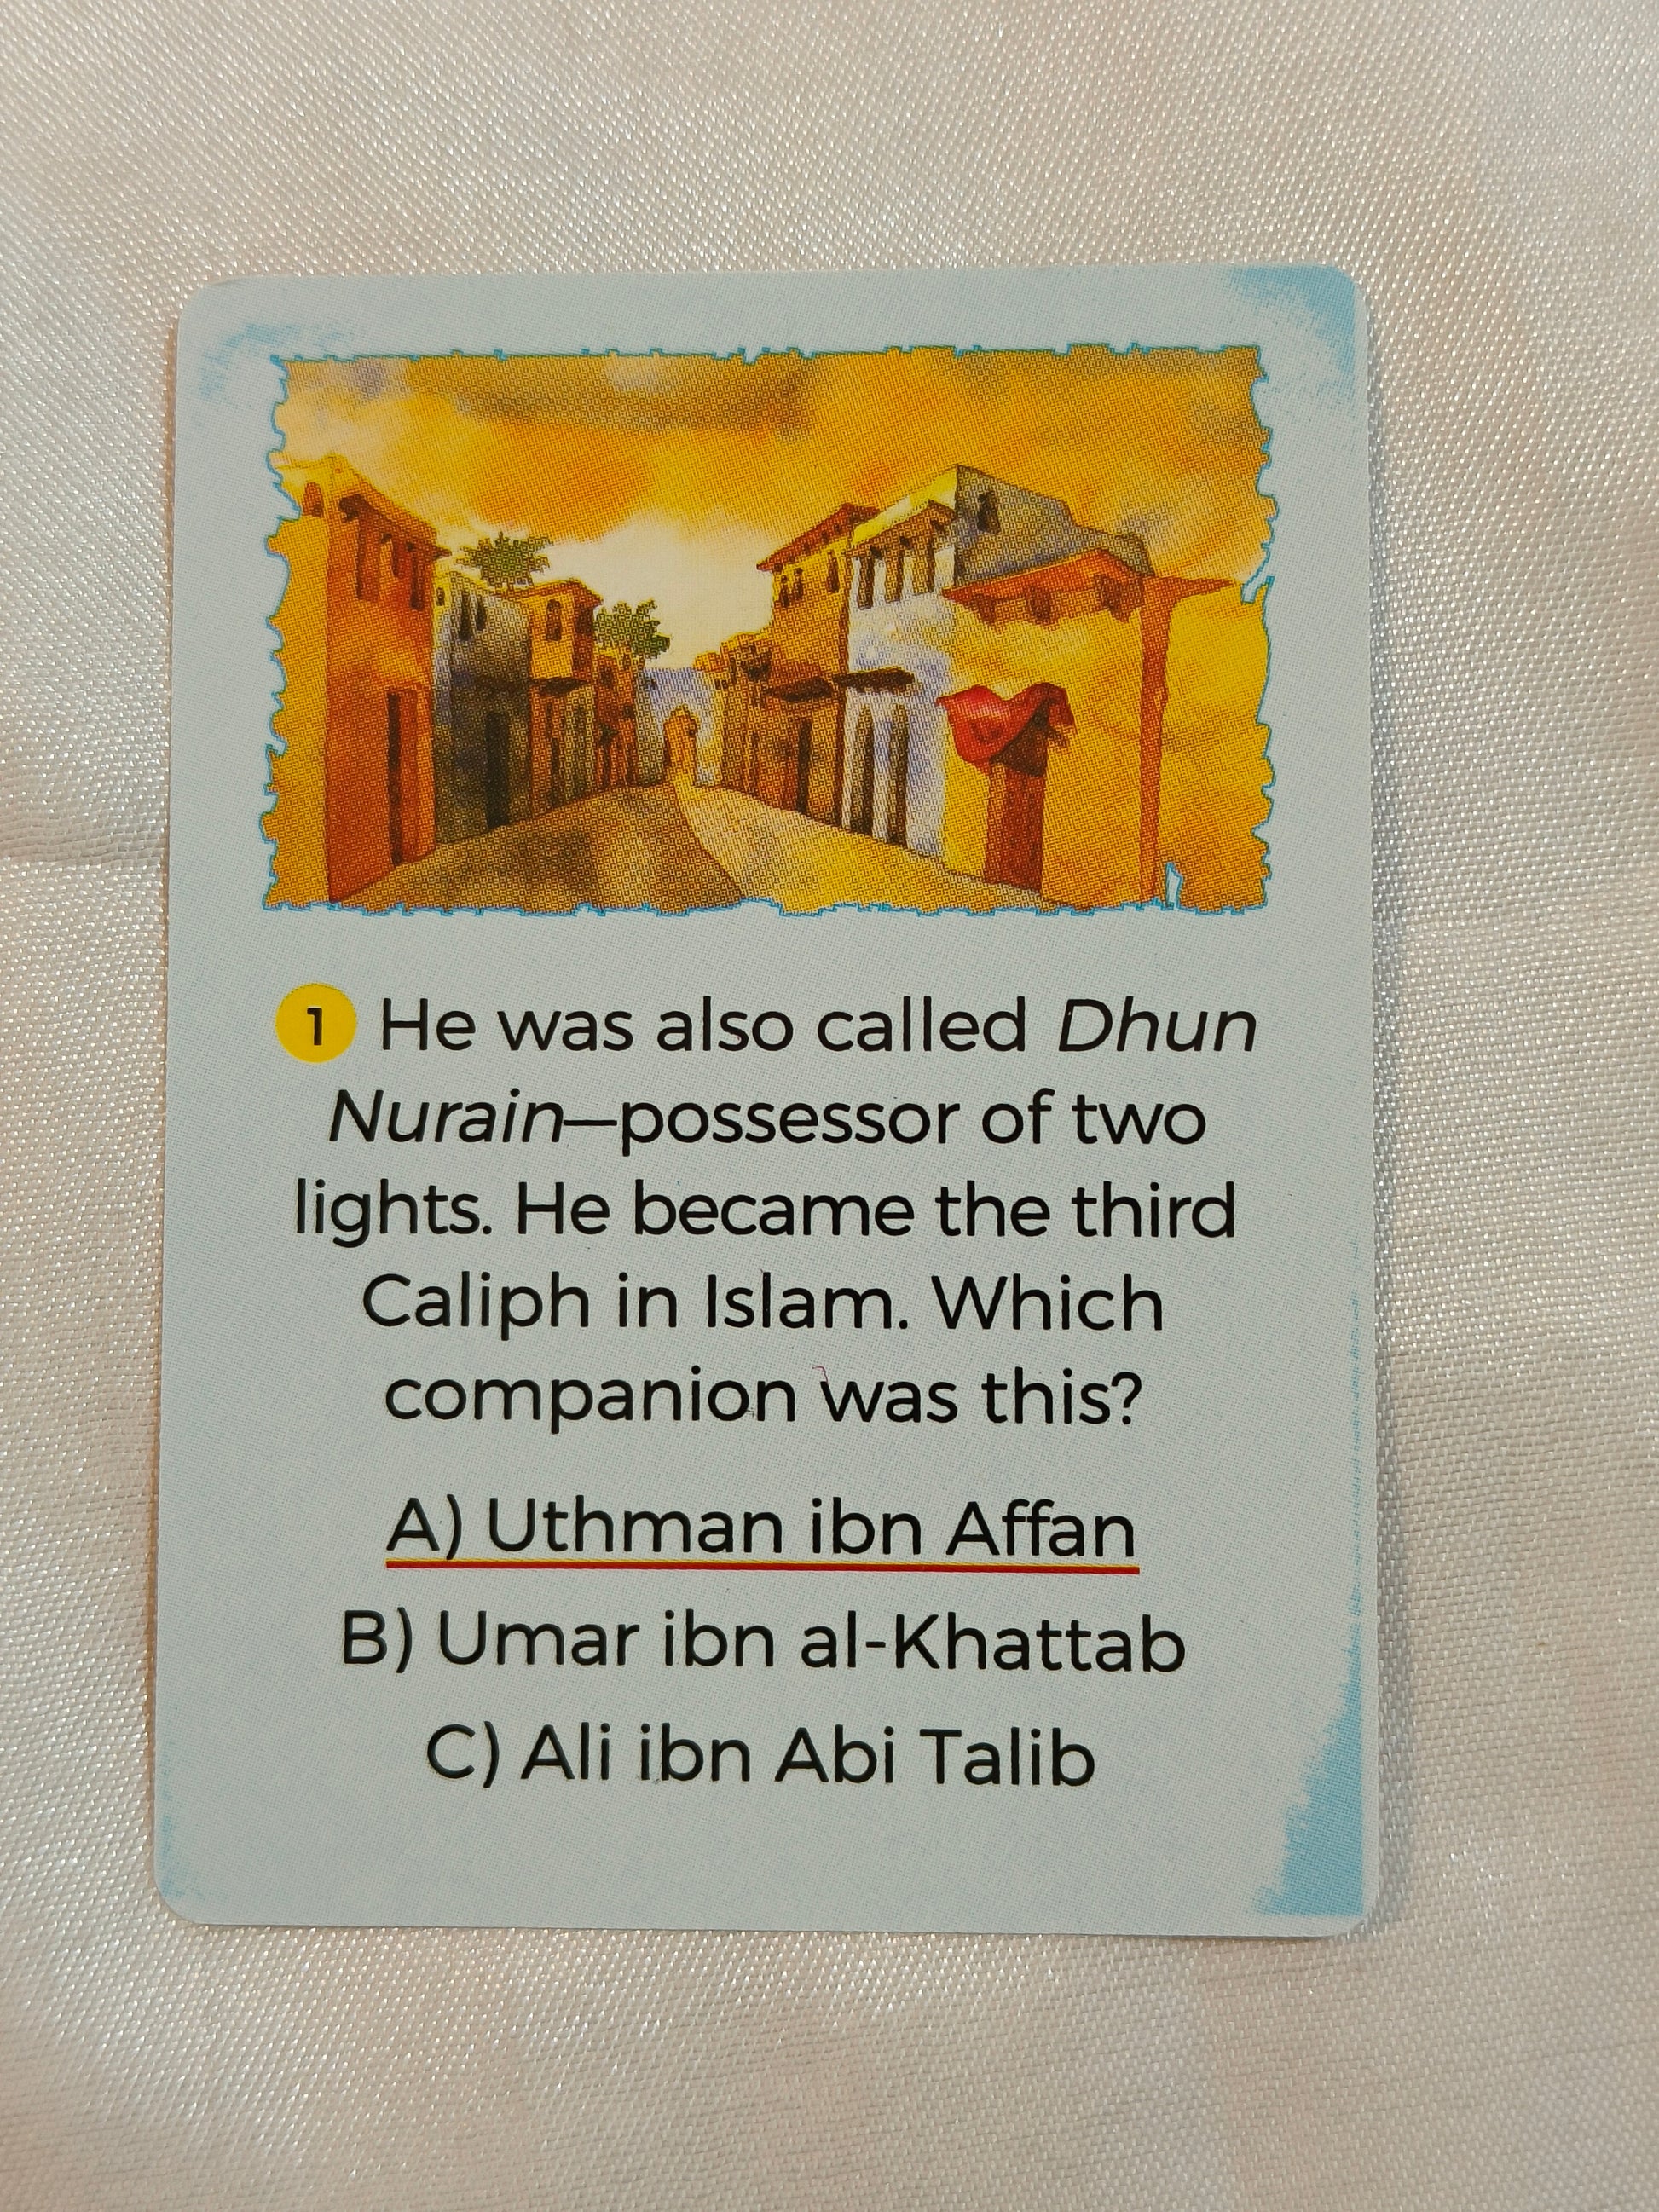 1 He was also called Dhun
Nurain—possessor of two
lights. He became the third
Caliph in Islam. Which
companion was this?
A) Uthman ibn Affan
B) Umar ibn al-Khattab
C) Ali ibn Abi Talib